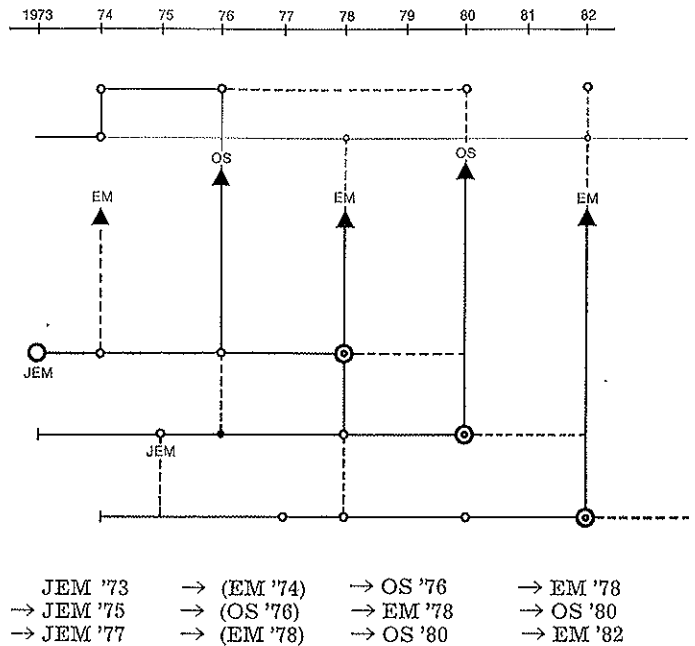 1973 74 75 76 77 78 79 80 81 82
OS OS
EM EM EM
JEM
JEM
JEM '73 → (EM '74) → OS '76 → EM '78
→ JEM '75 → (OS '76) → EM '78 → OS '80
→ JEM '77 → (EM '78) → OS '80 → EM '82